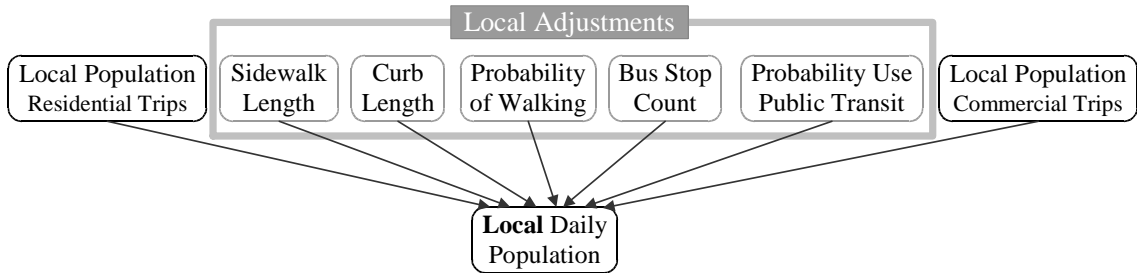 Local Adjustments
Local Population
Residential Trips
Sidewalk
Length
Curb
Length
Probability
of Walking
Bus Stop
Count
Probability Use
Public Transit
Local Population
Commercial Trips
Local Daily
Population